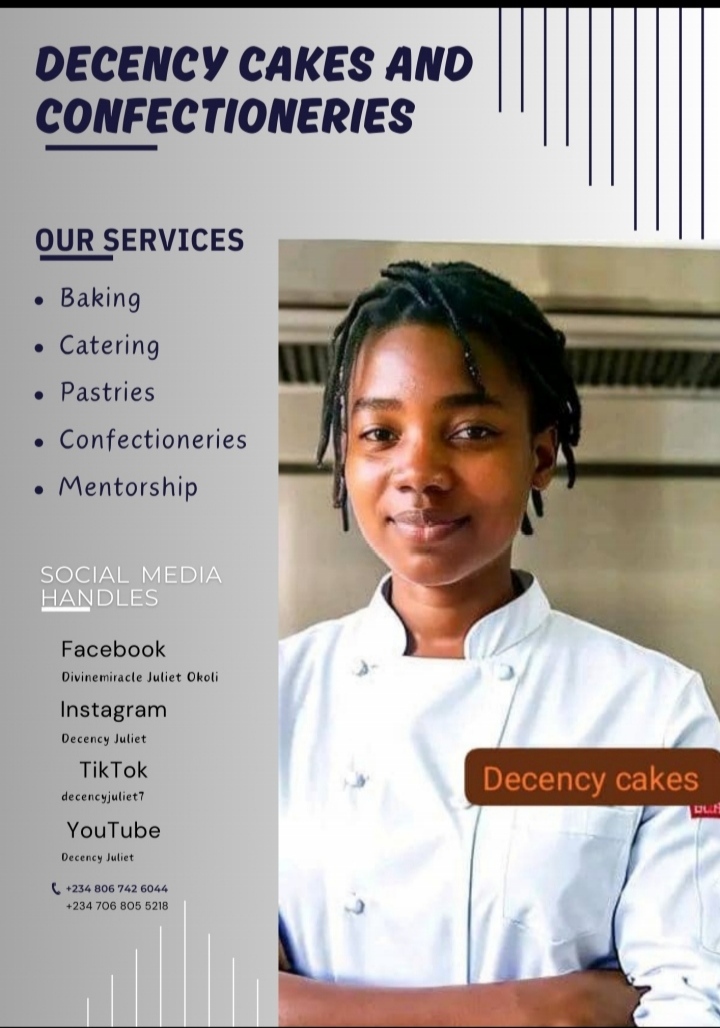 DECENCY CAKES AND
CONFECTIONERIES
OUR SERVICES
• Baking
• Catering
• Pastries
• Confectioneries
• Mentorship
SOCIAL MEDIA
HANDLES
Facebook
Divinemiracle Juliet Okoli
Instagram
Decency Juliet
TikTok
decencyjuliet7
YouTube
Decency Juliet
+234 806 742 6044
+234 706 805 5218
Decency cakes